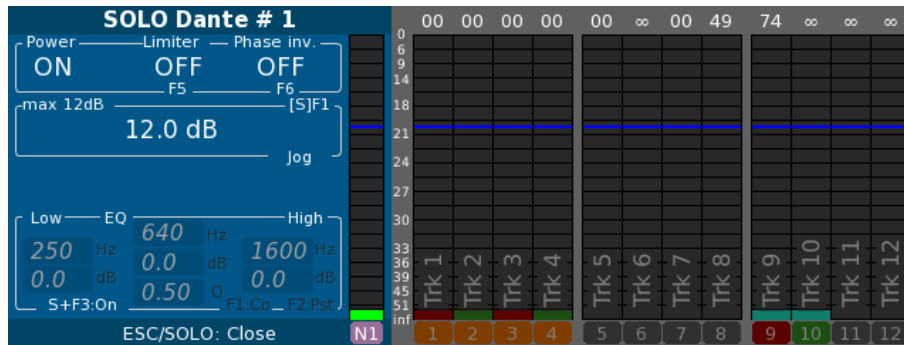 SOLO Dante # 1
Power Limiter Phase inv.
ON OFF OFF
F5 F6
max 12dB [S]F1
12.0 dB
Jog
Low EQ High
250 Hz 640 Hz 1600 Hz
0.0 dB 0.0 dB 0.0 dB
0.50 Q
S+F3:On F1:Co F2:Pst
ESC/SOLO: Close
N1
00 00 00 00 00 ∞ 00 49 74 ∞ ∞ ∞
0
6
9
14
18
21
24
27
30
33
36
39
45
51
inf
Trk 1 Trk 2 Trk 3 Trk 4 Trk 5 Trk 6 Trk 7 Trk 8 Trk 9 Trk 10 Trk 11 Trk 12
1 2 3 4 5 6 7 8 9 10 11 12